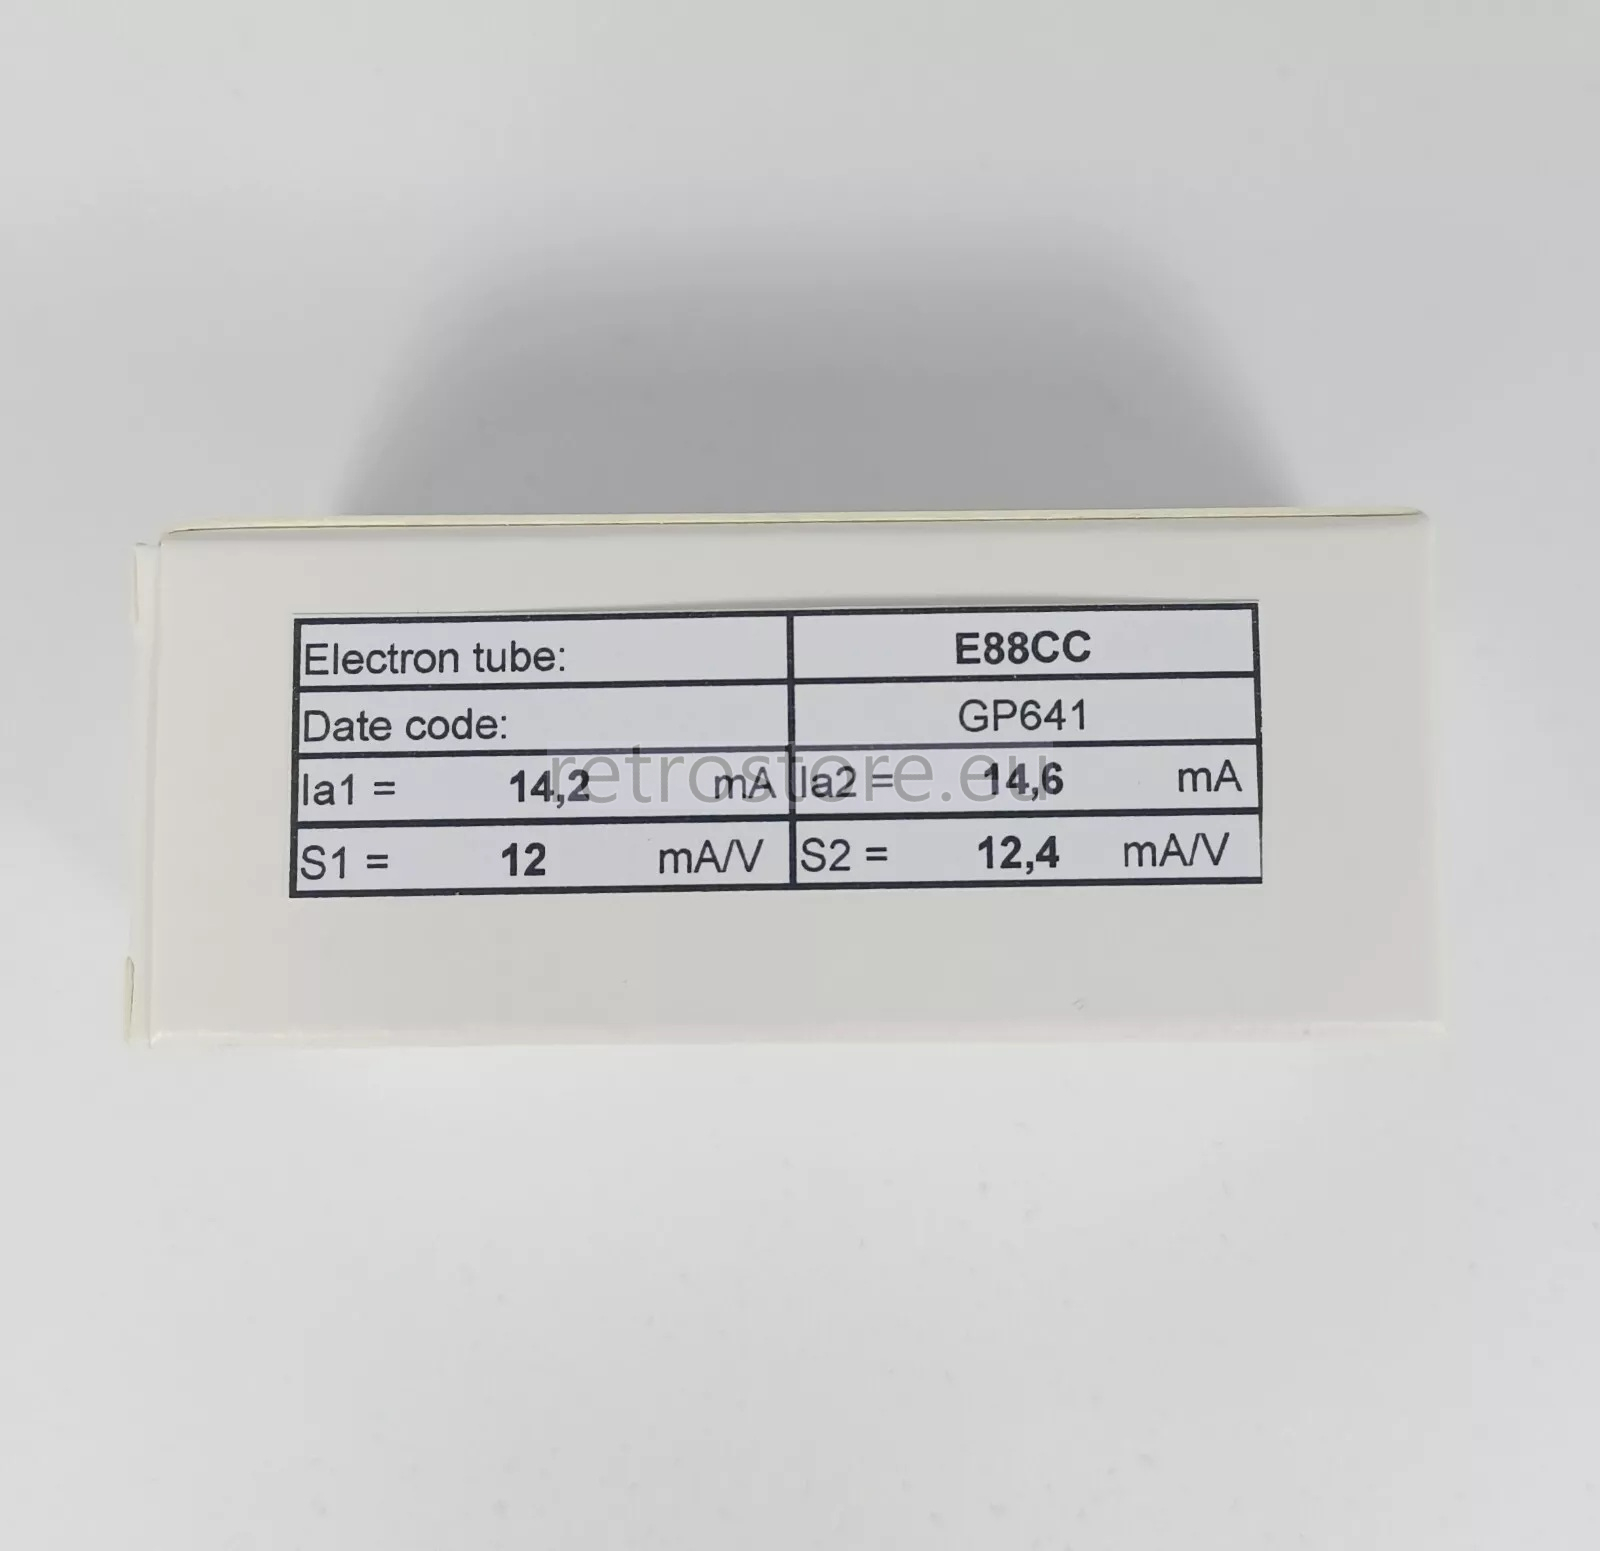 Electron tube: E88CC
Date code: GP641
Ia1 = 14,2 mA Ia2 = 14,6 mA
S1 = 12 mA/V S2 = 12,4 mA/V
retrostore.eu